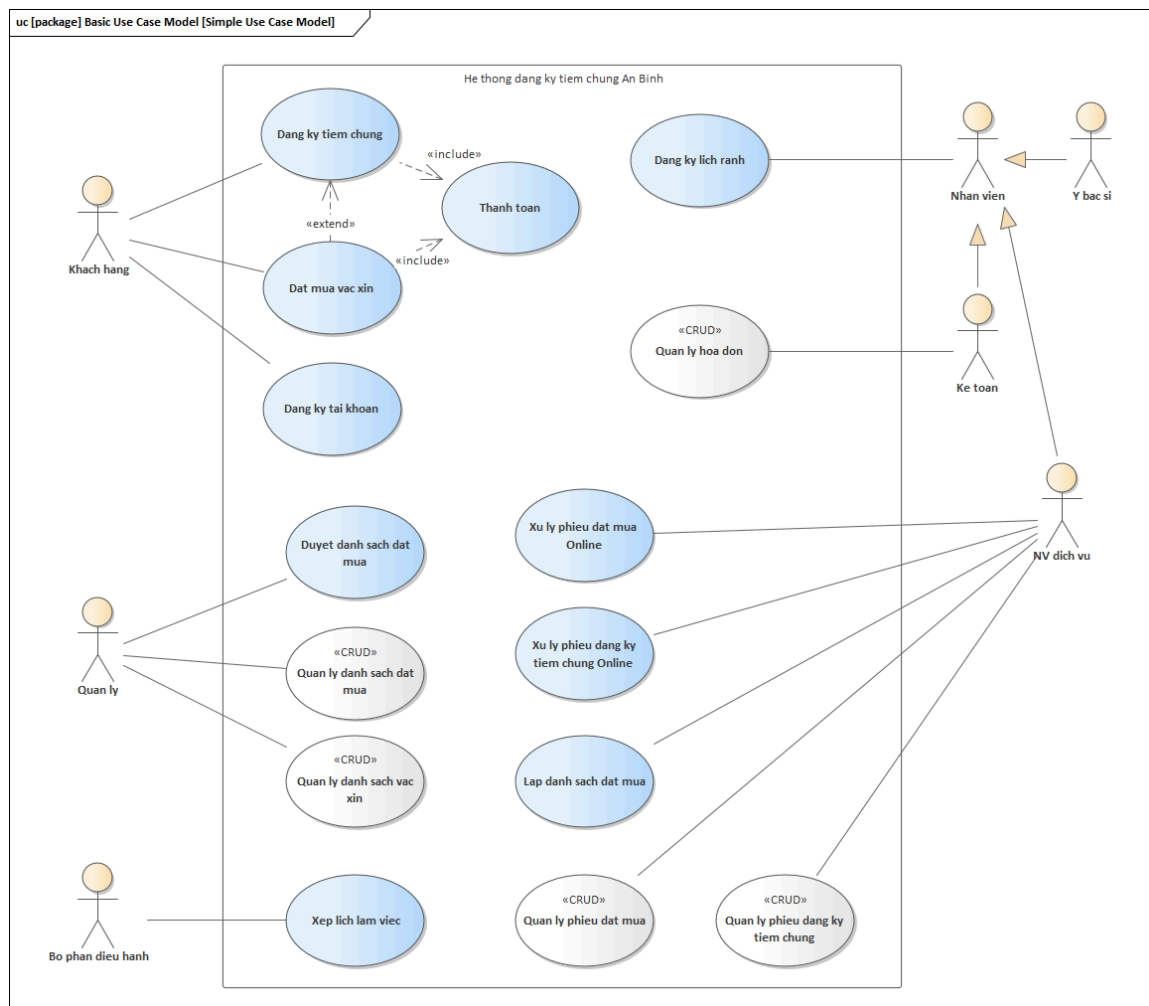 uc [package] Basic Use Case Model [Simple Use Case Model]
He thong dang ky tiem chung An Binh
Dang ky tiem chung
«include»
Thanh toan
«extend»
«include»
Dat mua vac xin
Dang ky tai khoan
Khach hang
Dang ky lich ranh
Nhan vien
Y bac si
«CRUD»
Quan ly hoa don
Ke toan
Duyet danh sach dat
mua
Xu ly phieu dat mua
Online
NV dich vu
«CRUD»
Quan ly danh sach dat
mua
Xu ly phieu dang ky
tiem chung Online
Quan ly
«CRUD»
Quan ly danh sach vac
xin
Lap danh sach dat mua
Xep lich lam viec
«CRUD»
Quan ly phieu dat mua
«CRUD»
Quan ly phieu dang ky
tiem chung
Bo phan dieu hanh